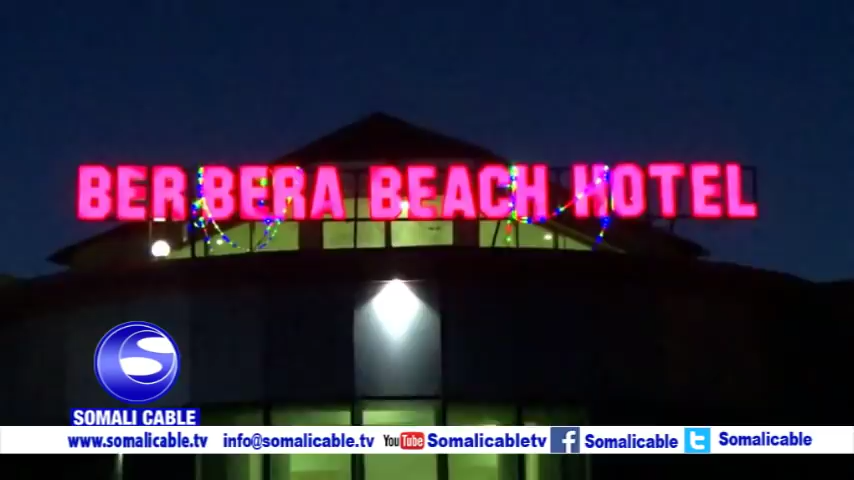 BERBERA BEACH HOTEL
S
SOMALI CABLE
www.somalicable.tv info@somalicable.tv YouTube Somalicabletv f Somalicable Somalicable